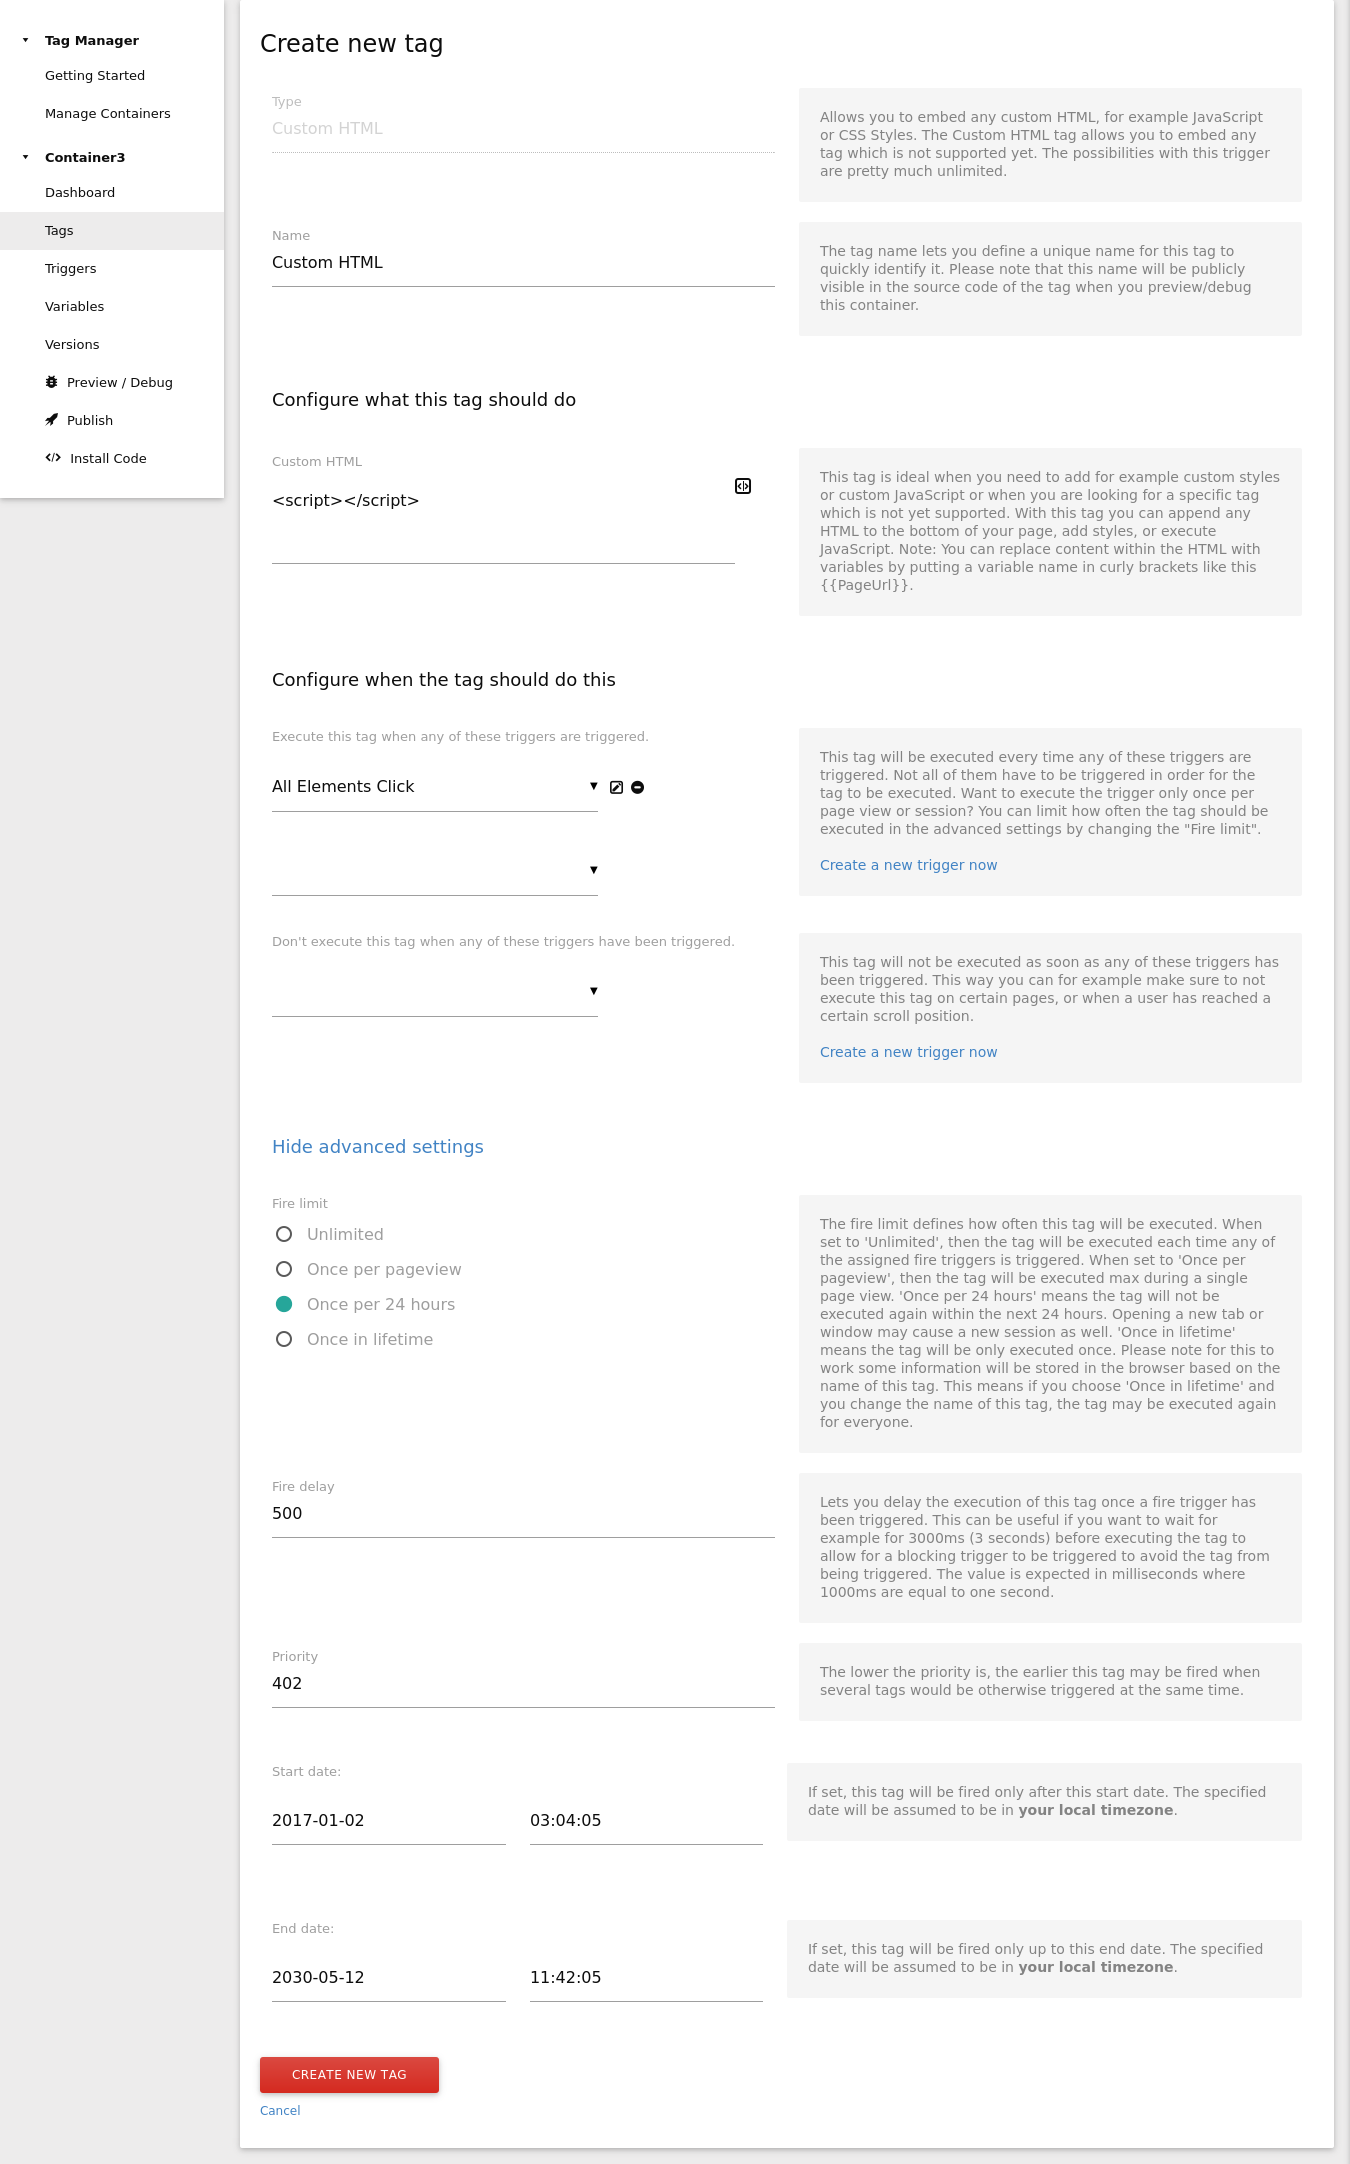 Tag Manager
Getting Started
Manage Containers
Container3
Dashboard
Tags
Triggers
Variables
Versions
Preview / Debug
Publish
Install Code
Create new tag
Type
Custom HTML
Allows you to embed any custom HTML, for example JavaScript
or CSS Styles. The Custom HTML tag allows you to embed any
tag which is not supported yet. The possibilities with this trigger
are pretty much unlimited.
Name
Custom HTML
The tag name lets you define a unique name for this tag to
quickly identify it. Please note that this name will be publicly
visible in the source code of the tag when you preview/debug
this container.
Configure what this tag should do
Custom HTML
<script></script>
This tag is ideal when you need to add for example custom styles
or custom JavaScript or when you are looking for a specific tag
which is not yet supported. With this tag you can append any
HTML to the bottom of your page, add styles, or execute
JavaScript. Note: You can replace content within the HTML with
variables by putting a variable name in curly brackets like this
{{PageUrl}}.
Configure when the tag should do this
Execute this tag when any of these triggers are triggered.
All Elements Click
This tag will be executed every time any of these triggers are
triggered. Not all of them have to be triggered in order for the
tag to be executed. Want to execute the trigger only once per
page view or session? You can limit how often the tag should be
executed in the advanced settings by changing the "Fire limit".
Create a new trigger now
Don't execute this tag when any of these triggers have been triggered.
This tag will not be executed as soon as any of these triggers has
been triggered. This way you can for example make sure to not
execute this tag on certain pages, or when a user has reached a
certain scroll position.
Create a new trigger now
Hide advanced settings
Fire limit
Unlimited
Once per pageview
Once per 24 hours
Once in lifetime
The fire limit defines how often this tag will be executed. When
set to 'Unlimited', then the tag will be executed each time any of
the assigned fire triggers is triggered. When set to 'Once per
pageview', then the tag will be executed max during a single
page view. 'Once per 24 hours' means the tag will not be
executed again within the next 24 hours. Opening a new tab or
window may cause a new session as well. 'Once in lifetime'
means the tag will be only executed once. Please note for this to
work some information will be stored in the browser based on the
name of this tag. This means if you choose 'Once in lifetime' and
you change the name of this tag, the tag may be executed again
for everyone.
Fire delay
500
Lets you delay the execution of this tag once a fire trigger has
been triggered. This can be useful if you want to wait for
example for 3000ms (3 seconds) before executing the tag to
allow for a blocking trigger to be triggered to avoid the tag from
being triggered. The value is expected in milliseconds where
1000ms are equal to one second.
Priority
402
The lower the priority is, the earlier this tag may be fired when
several tags would be otherwise triggered at the same time.
Start date:
2017-01-02
03:04:05
If set, this tag will be fired only after this start date. The specified
date will be assumed to be in your local timezone.
End date:
2030-05-12
11:42:05
If set, this tag will be fired only up to this end date. The specified
date will be assumed to be in your local timezone.
CREATE NEW TAG
Cancel